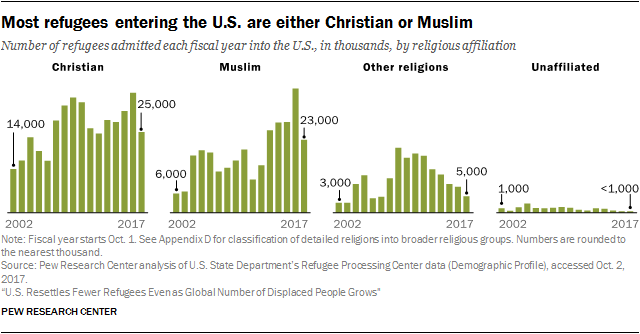 Most refugees entering the U.S. are either Christian or Muslim
Number of refugees admitted each fiscal year into the U.S., in thousands, by religious affiliation
Christian
Muslim
Other religions
Unaffiliated
14,000
25,000
6,000
23,000
3,000
5,000
1,000
<1,000
2002
2017
2002
2017
2002
2017
2002
2017
Note: Fiscal year starts Oct. 1. See Appendix D for classification of detailed religions into broader religious groups. Numbers are rounded to
the nearest thousand.
Source: Pew Research Center analysis of U.S. State Department's Refugee Processing Center data (Demographic Profile), accessed Oct. 2,
2017.
"U.S. Resettles Fewer Refugees Even as Global Number of Displaced People Grows"
PEW RESEARCH CENTER